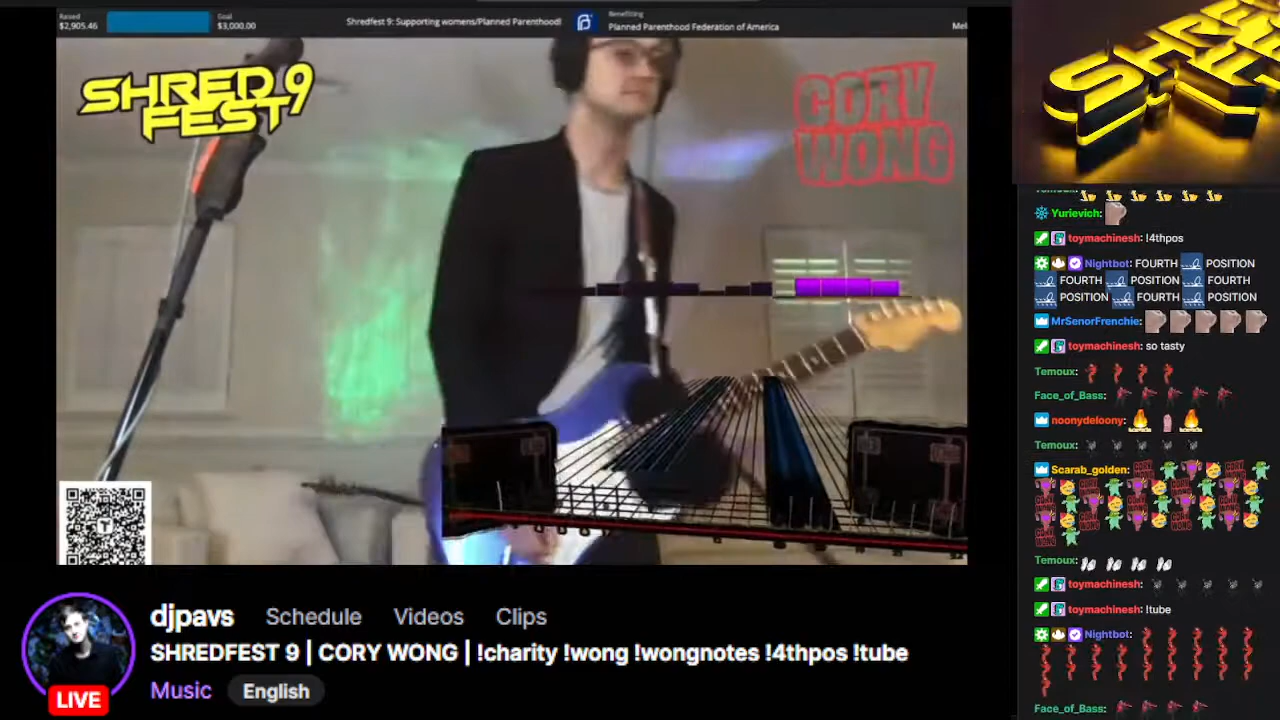 Raised
$2,905.46
Goal
$3,000.00
Shredfest 9: Supporting womens/Planned Parenthood!
Benefiting
Planned Parenthood Federation of America
Mel
SHRED 9
FEST
CORY
WONG
djpavs
Schedule
Videos
Clips
SHREDFEST 9 | CORY WONG | !charity !wong !wongnotes !4thpos !tube
Music
English
LIVE
Temoux:
Yurievich:
toymachinesh: !4thpos
Nightbot: FOURTH POSITION
FOURTH POSITION FOURTH
POSITION FOURTH POSITION
MrSenorFrenchie:
toymachinesh: so tasty
Temoux:
Face_of_Bass:
noonydeloony:
Temoux:
Scarab_golden:
Temoux:
toymachinesh:
toymachinesh: !tube
Nightbot:
Face_of_Bass: